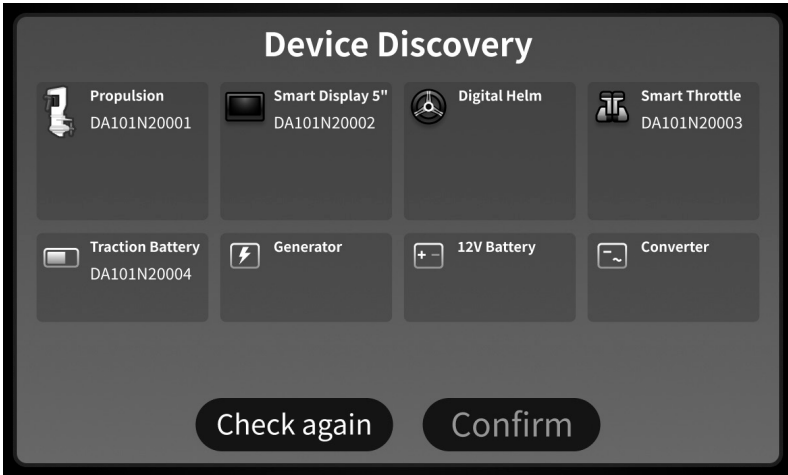 Device Discovery
Propulsion
DA101N20001
Smart Display 5"
DA101N20002
Digital Helm
Smart Throttle
DA101N20003
Traction Battery
DA101N20004
Generator
12V Battery
Converter
Check again
Confirm